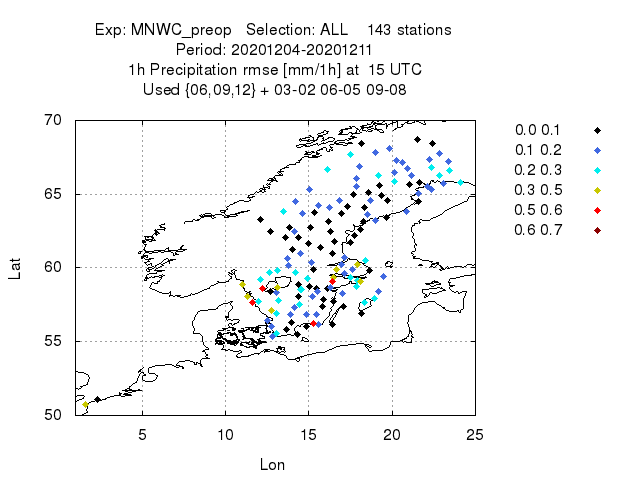 Exp: MNWC_preop Selection: ALL 143 stations
Period: 20201204-20201211
1h Precipitation rmse [mm/1h] at 15 UTC
Used {06,09,12} + 03-02 06-05 09-08
70
65
60
55
50
Lat
5 10 15 20 25
Lon
0.0 0.1
0.1 0.2
0.2 0.3
0.3 0.5
0.5 0.6
0.6 0.7